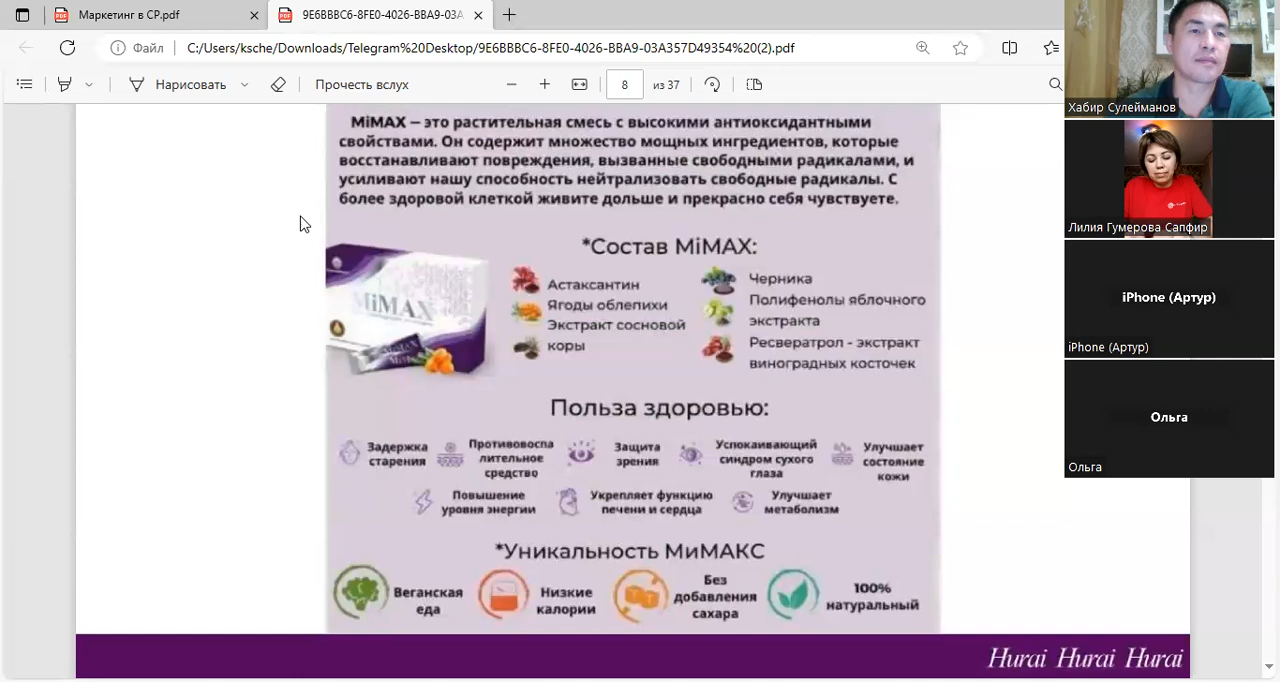 Маркетинг в СР.pdf
9E6BBBC6-8FE0-4026-BBA9-03A
Файл
C:/Users/ksche/Downloads/Telegram%20Desktop/9E6BBBC6-8FE0-4026-BBA9-03A357D49354%20(2).pdf
Нарисовать
Прочесть вслух
8
из 37
MiMAX – это растительная смесь с высокими антиоксидантными
свойствами. Он содержит множество мощных ингредиентов, которые
восстанавливают повреждения, вызванные свободными радикалами, и
усиливают нашу способность нейтрализовать свободные радикалы. С
более здоровой клеткой живите дольше и прекрасно себя чувствуете.
*Состав MiMAX:
MiMAX
Астаксантин
Ягоды облепихи
Экстракт сосновой
коры
Черника
Полифенолы яблочного
экстракта
Ресвератрол - экстракт
виноградных косточек
Польза здоровью:
Задержка
старения
Противовоспа
лительное
средство
Защита
зрения
Успокаивающий
синдром сухого
глаза
Улучшает
состояние
кожи
Повышение
уровня энергии
Укрепляет функцию
печени и сердца
Улучшает
метаболизм
*Уникальность МиМАКС
Веганская
еда
Низкие
калории
Без
добавления
сахара
100%
натуральный
Hurai Hurai Hurai
Хабир Сулейманов
Лилия Гумерова Сапфир
iPhone (Артур)
iPhone (Артур)
Ольга
Ольга